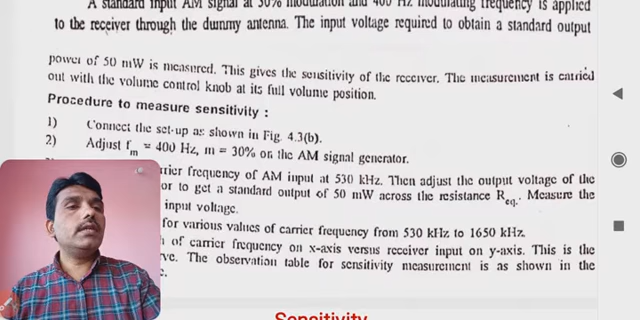 A standard input AM signal at 30% modulation and 400 Hz modulating frequency is applied
to the receiver through the dummy antenna. The input voltage required to obtain a standard output
power of 50 mW is measured. This gives the sensitivity of the receiver. The measurement is carried
out with the volume control knob at its full volume position.
Procedure to measure sensitivity :
1) Connect the set-up as shown in Fig. 4.3(b).
2) Adjust fm = 400 Hz, m = 30% on the AM signal generator.
rier frequency of AM input at 530 kHz. Then adjust the output voltage of the
or to get a standard output of 50 mW across the resistance Req. Measure the
input voltage.
for various values of carrier frequency from 530 kHz to 1650 kHz.
of carrier frequency on x-axis versus receiver input on y-axis. This is the
ve. The observation table for sensitivity measurement is as shown in the
Sensitivity